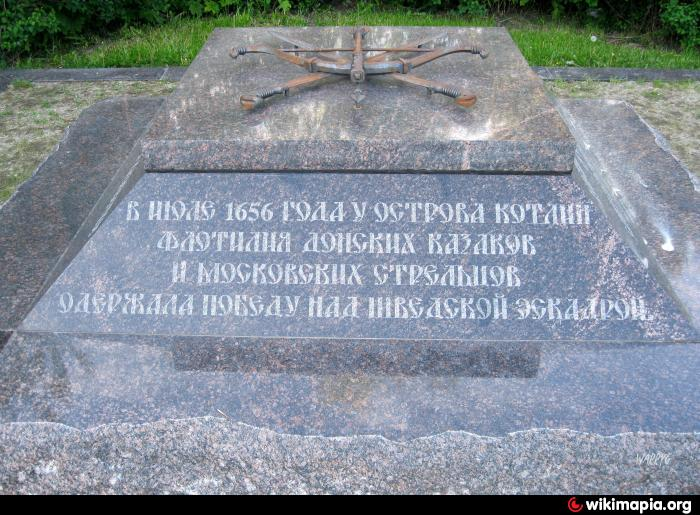 В ИЮЛЕ 1656 ГОДА У ОСТРОВА КОТЛИН
ФЛОТИЛИЯ ДОНСКИХ КАЗАКОВ
И МОСКОВСКИХ СТРЕЛЬЦОВ
ОДЕРЖАЛА ПОБЕДУ НАД ШВЕДСКОЙ ЭСКАДРОЙ.
wikimapia.org